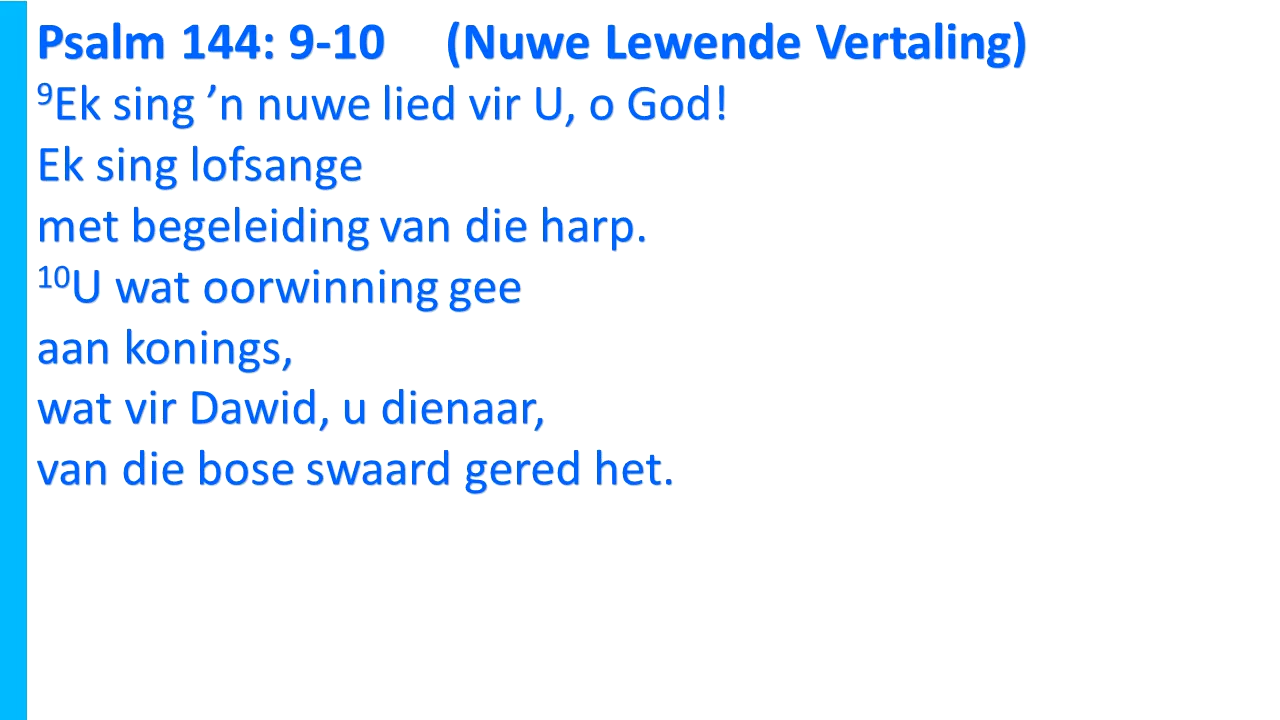 Psalm 144: 9-10 (Nuwe Lewende Vertaling)
⁹Ek sing ’n nuwe lied vir U, o God!
Ek sing lofsange
met begeleiding van die harp.
¹⁰U wat oorwinning gee
aan konings,
wat vir Dawid, u dienaar,
van die bose swaard gered het.